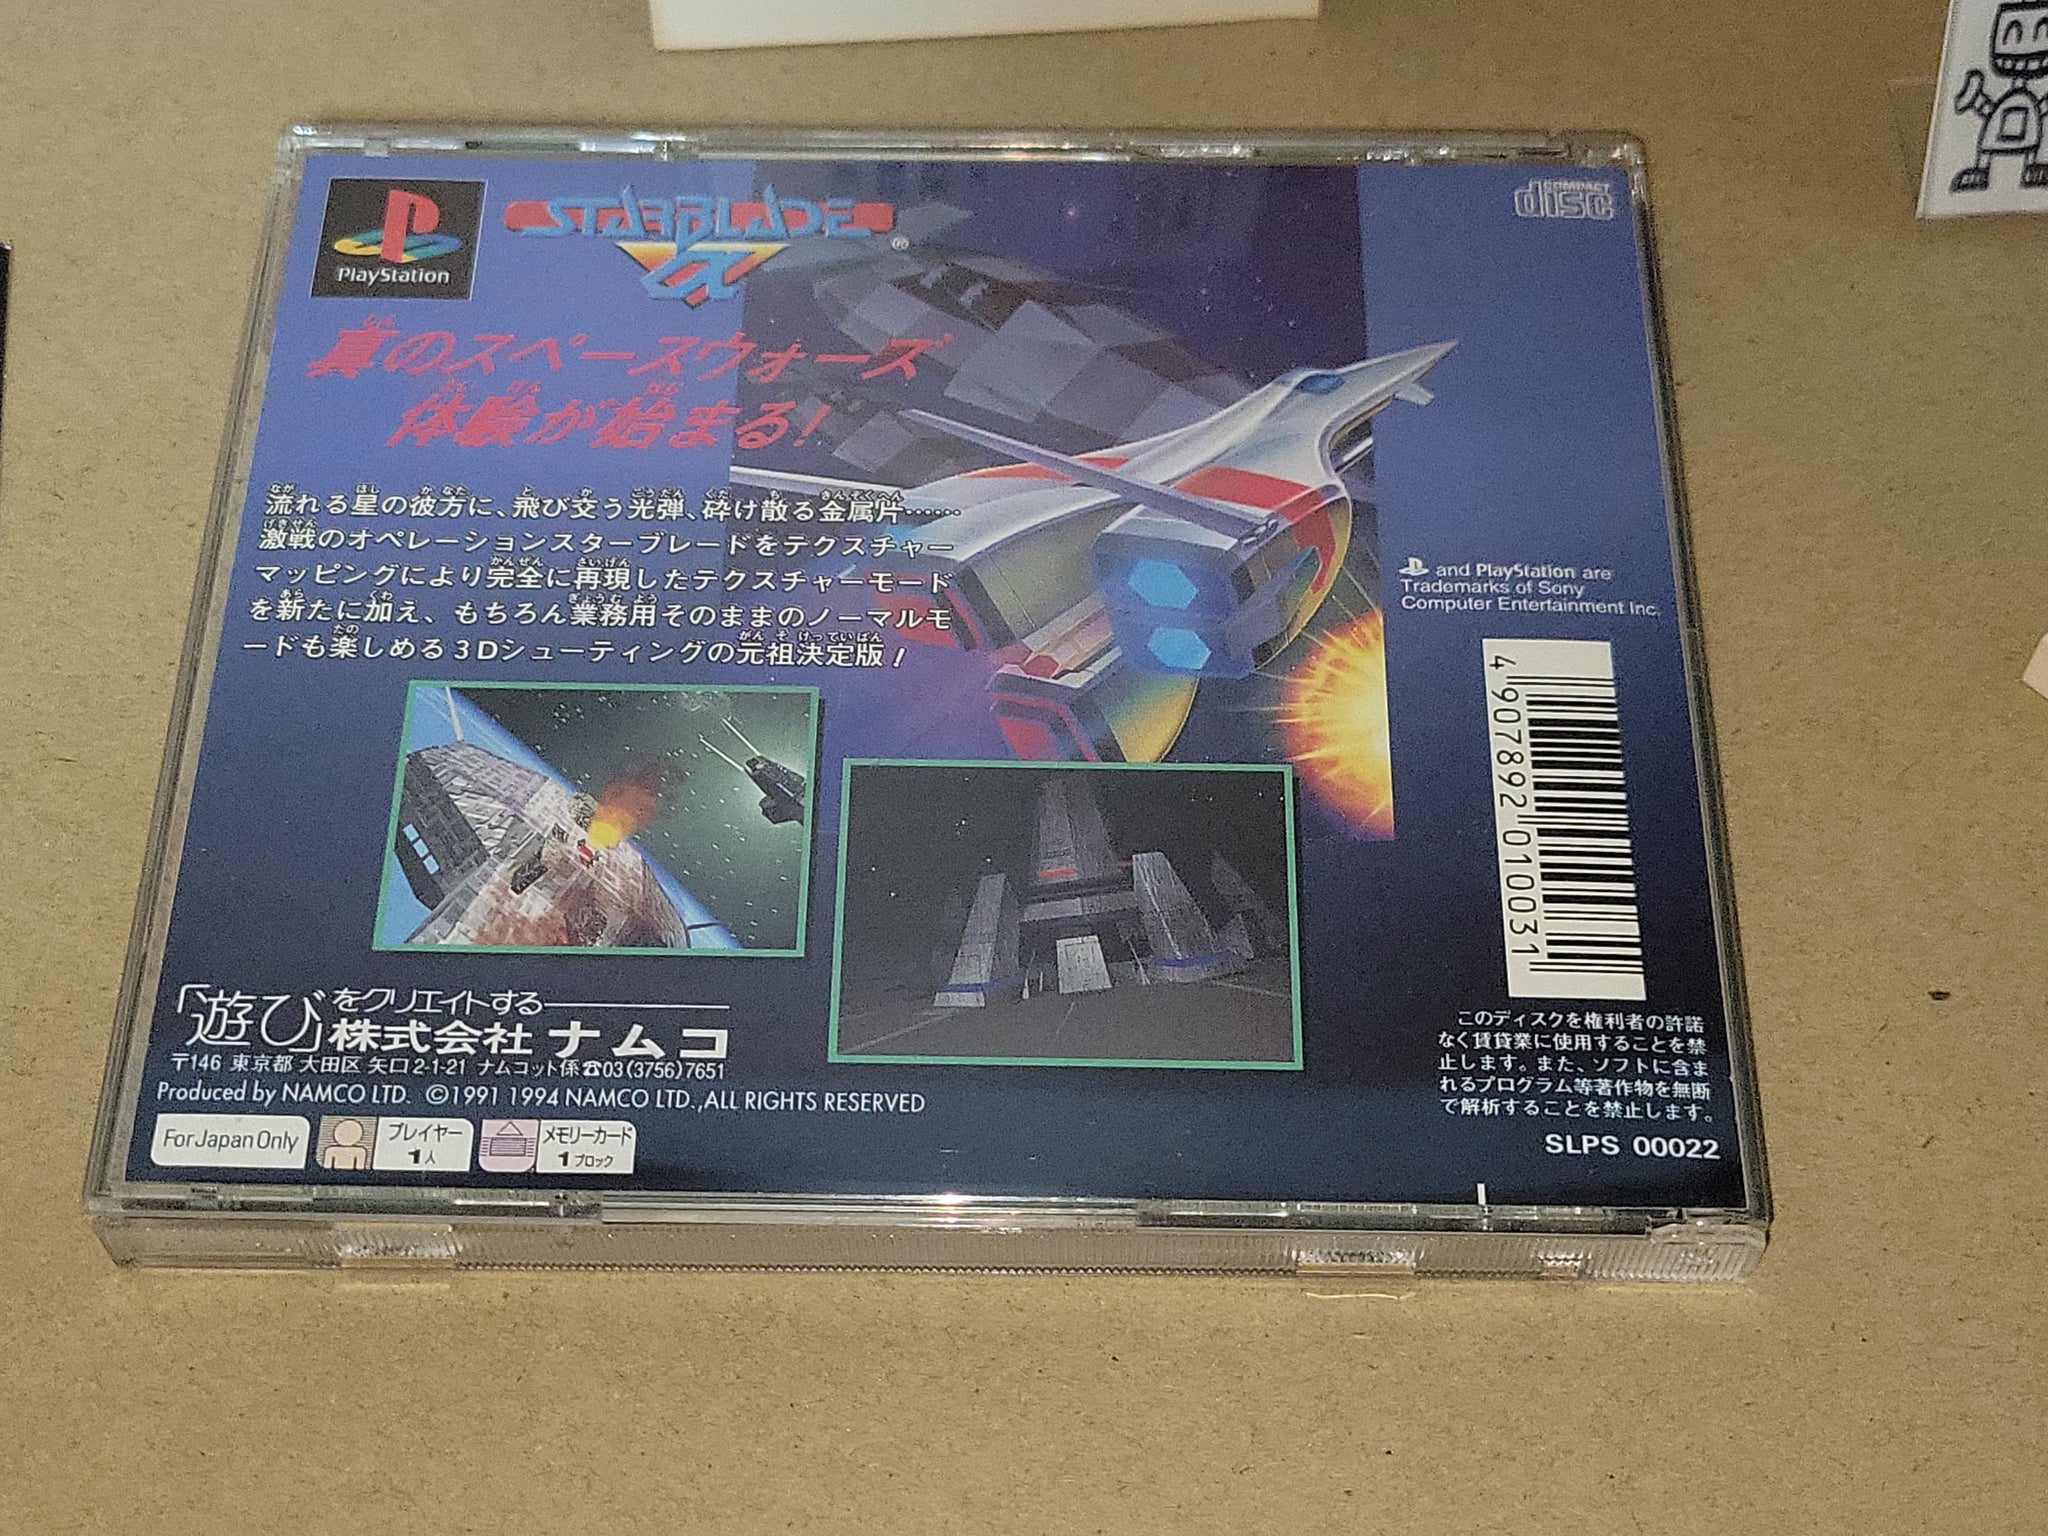 PlayStation
STARBLADE
α
®
COMPACT
disc
真のスペースウォーズ
体験が始まる!
流れる星の彼方に、飛び交う光弾、砕け散る金属片……
激戦のオペレーションスターブレードをテクスチャー
マッピングにより完全に再現したテクスチャーモード
を新たに加え、もちろん業務用そのままのノーマルモ
ードも楽しめる3Dシューティングの元祖決定版!
and PlayStation are
Trademarks of Sony
Computer Entertainment Inc.
4907892010031
「遊び」をクリエイトする
株式会社ナムコ
〒146 東京都大田区矢口2-1-21 ナムコット係☎03(3756)7651
Produced by NAMCO LTD. ©1991 1994 NAMCO LTD.,ALL RIGHTS RESERVED
For Japan Only
プレイヤー
1人
メモリーカード
1ブロック
このディスクを権利者の許諾
なく賃貸業に使用することを禁
止します。また、ソフトに含ま
れるプログラム等著作物を無断
で解析することを禁止します。
SLPS 00022